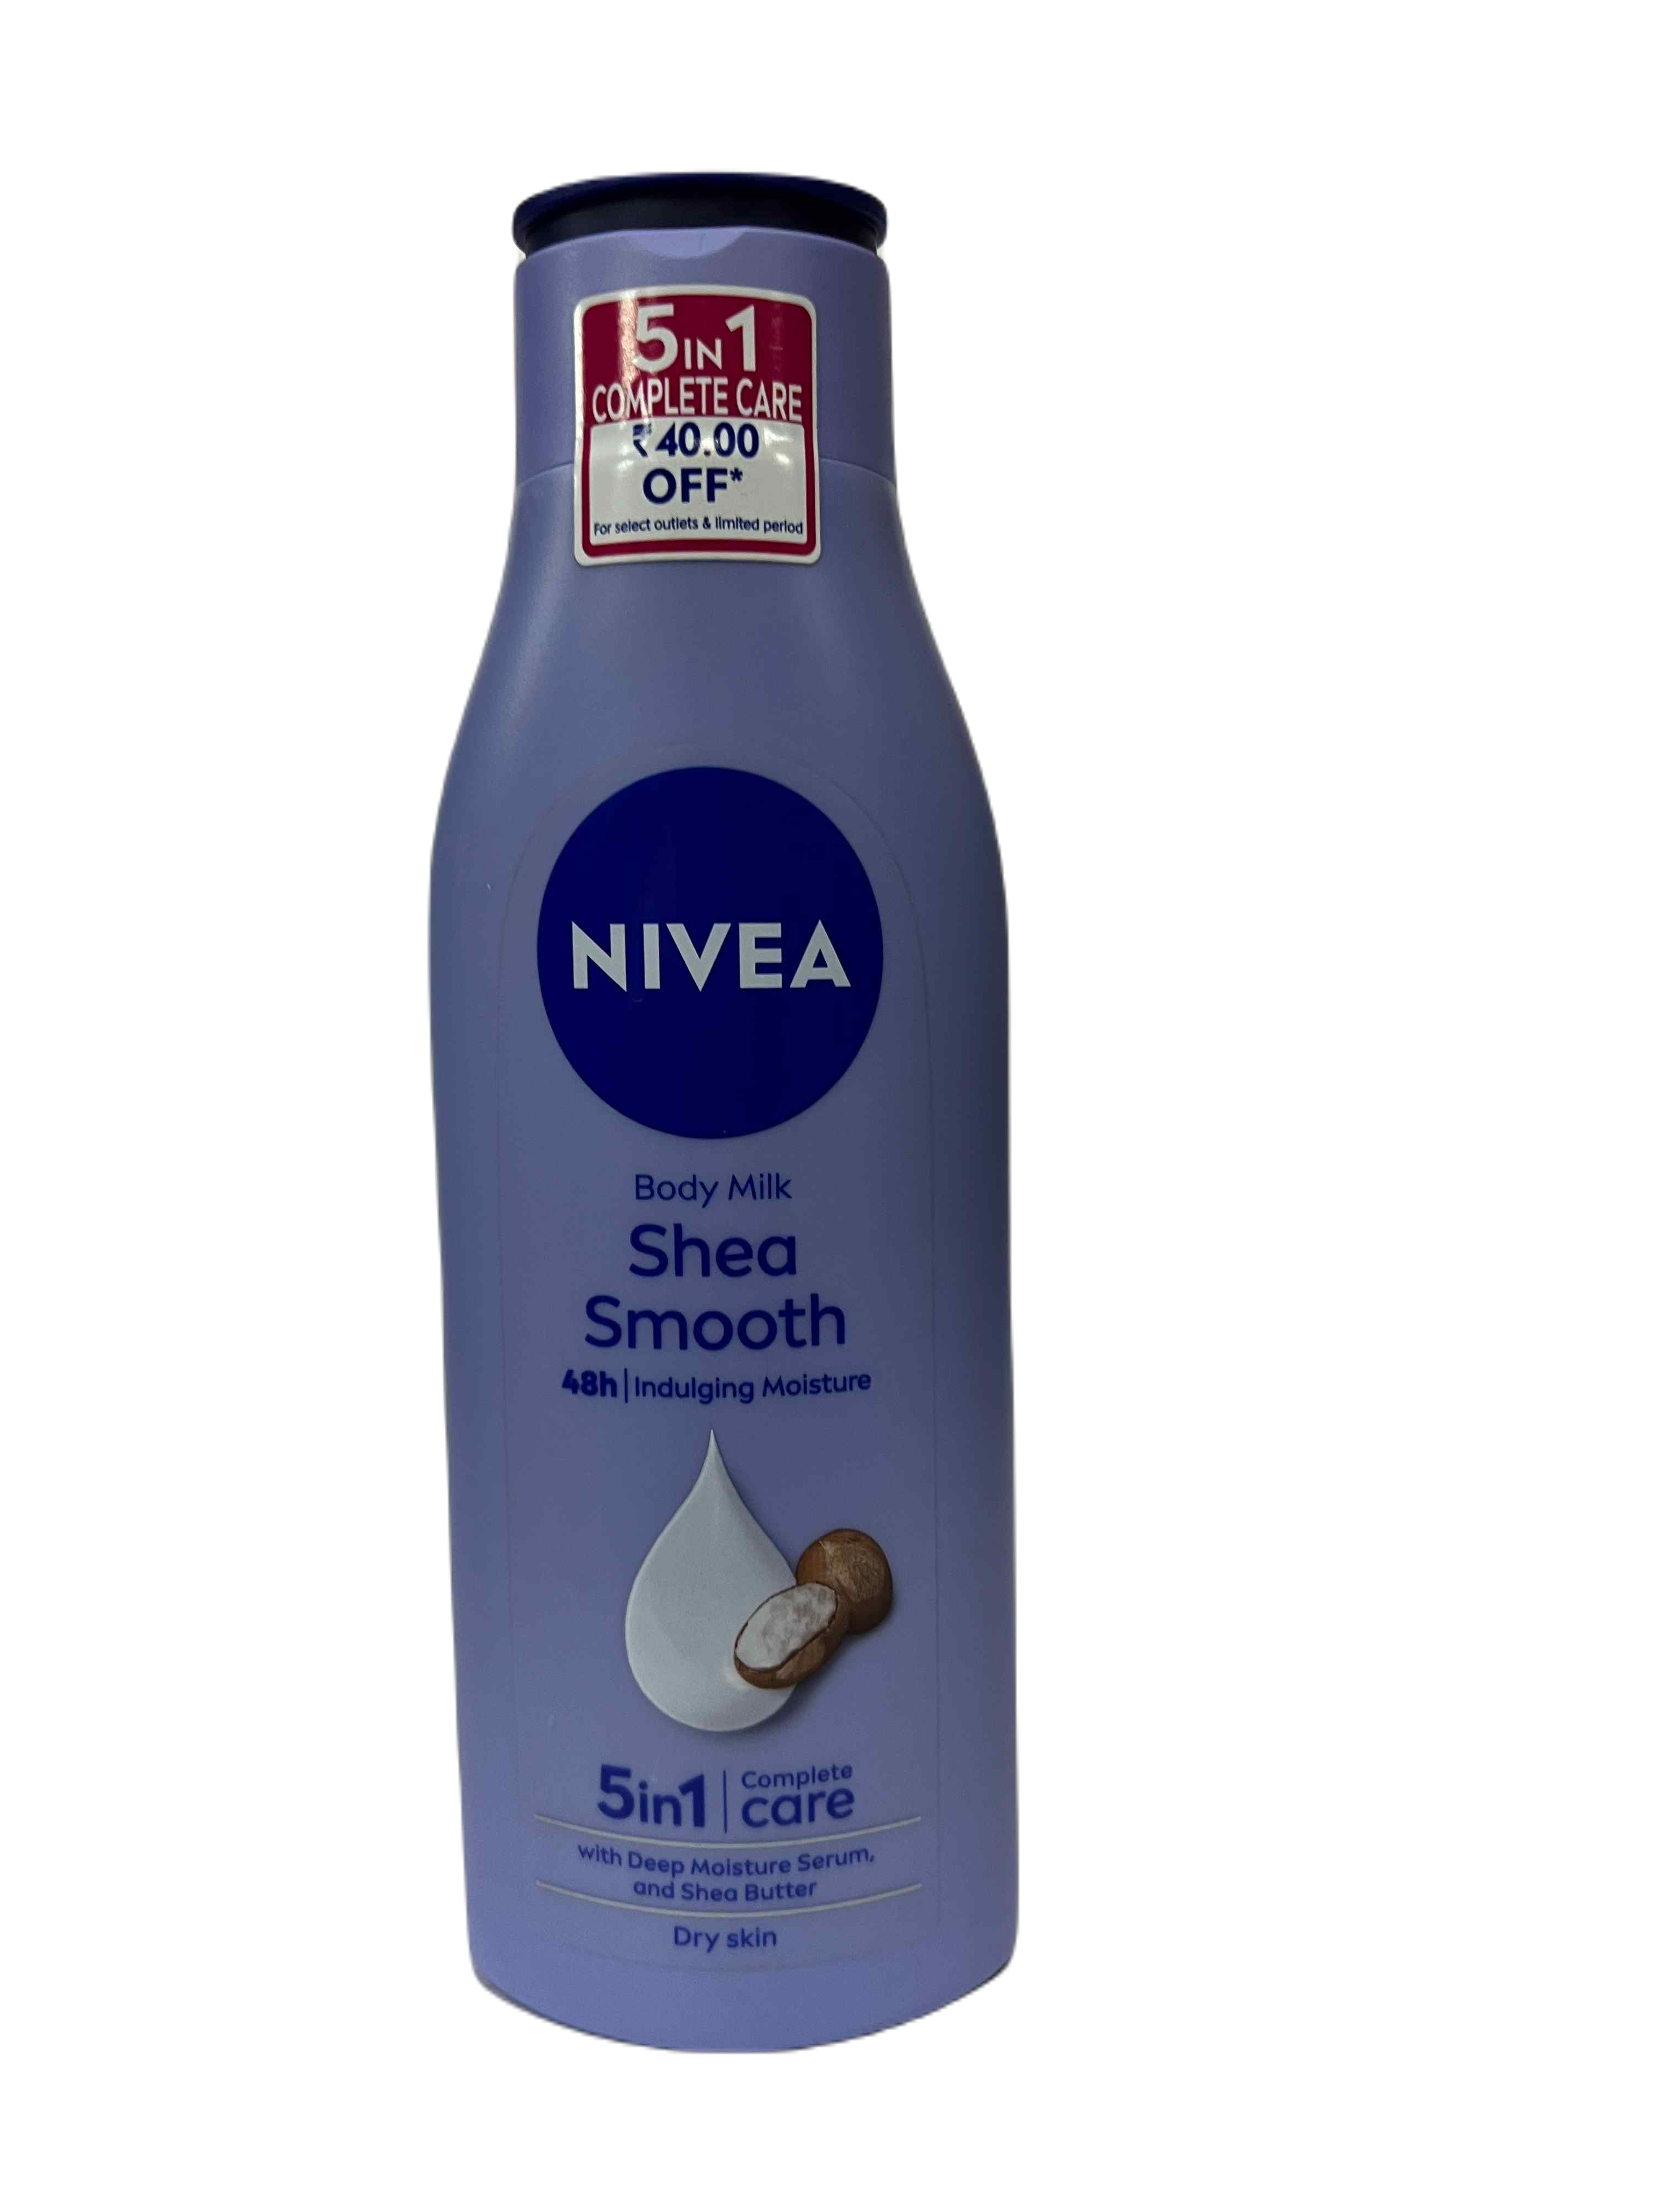 5 IN 1
COMPLETE CARE
₹40.00
OFF*
For select outlets & limited period
NIVEA
Body Milk
Shea
Smooth
48h | Indulging Moisture
5in1 | Complete care
with Deep Moisture Serum,
and Shea Butter
Dry skin